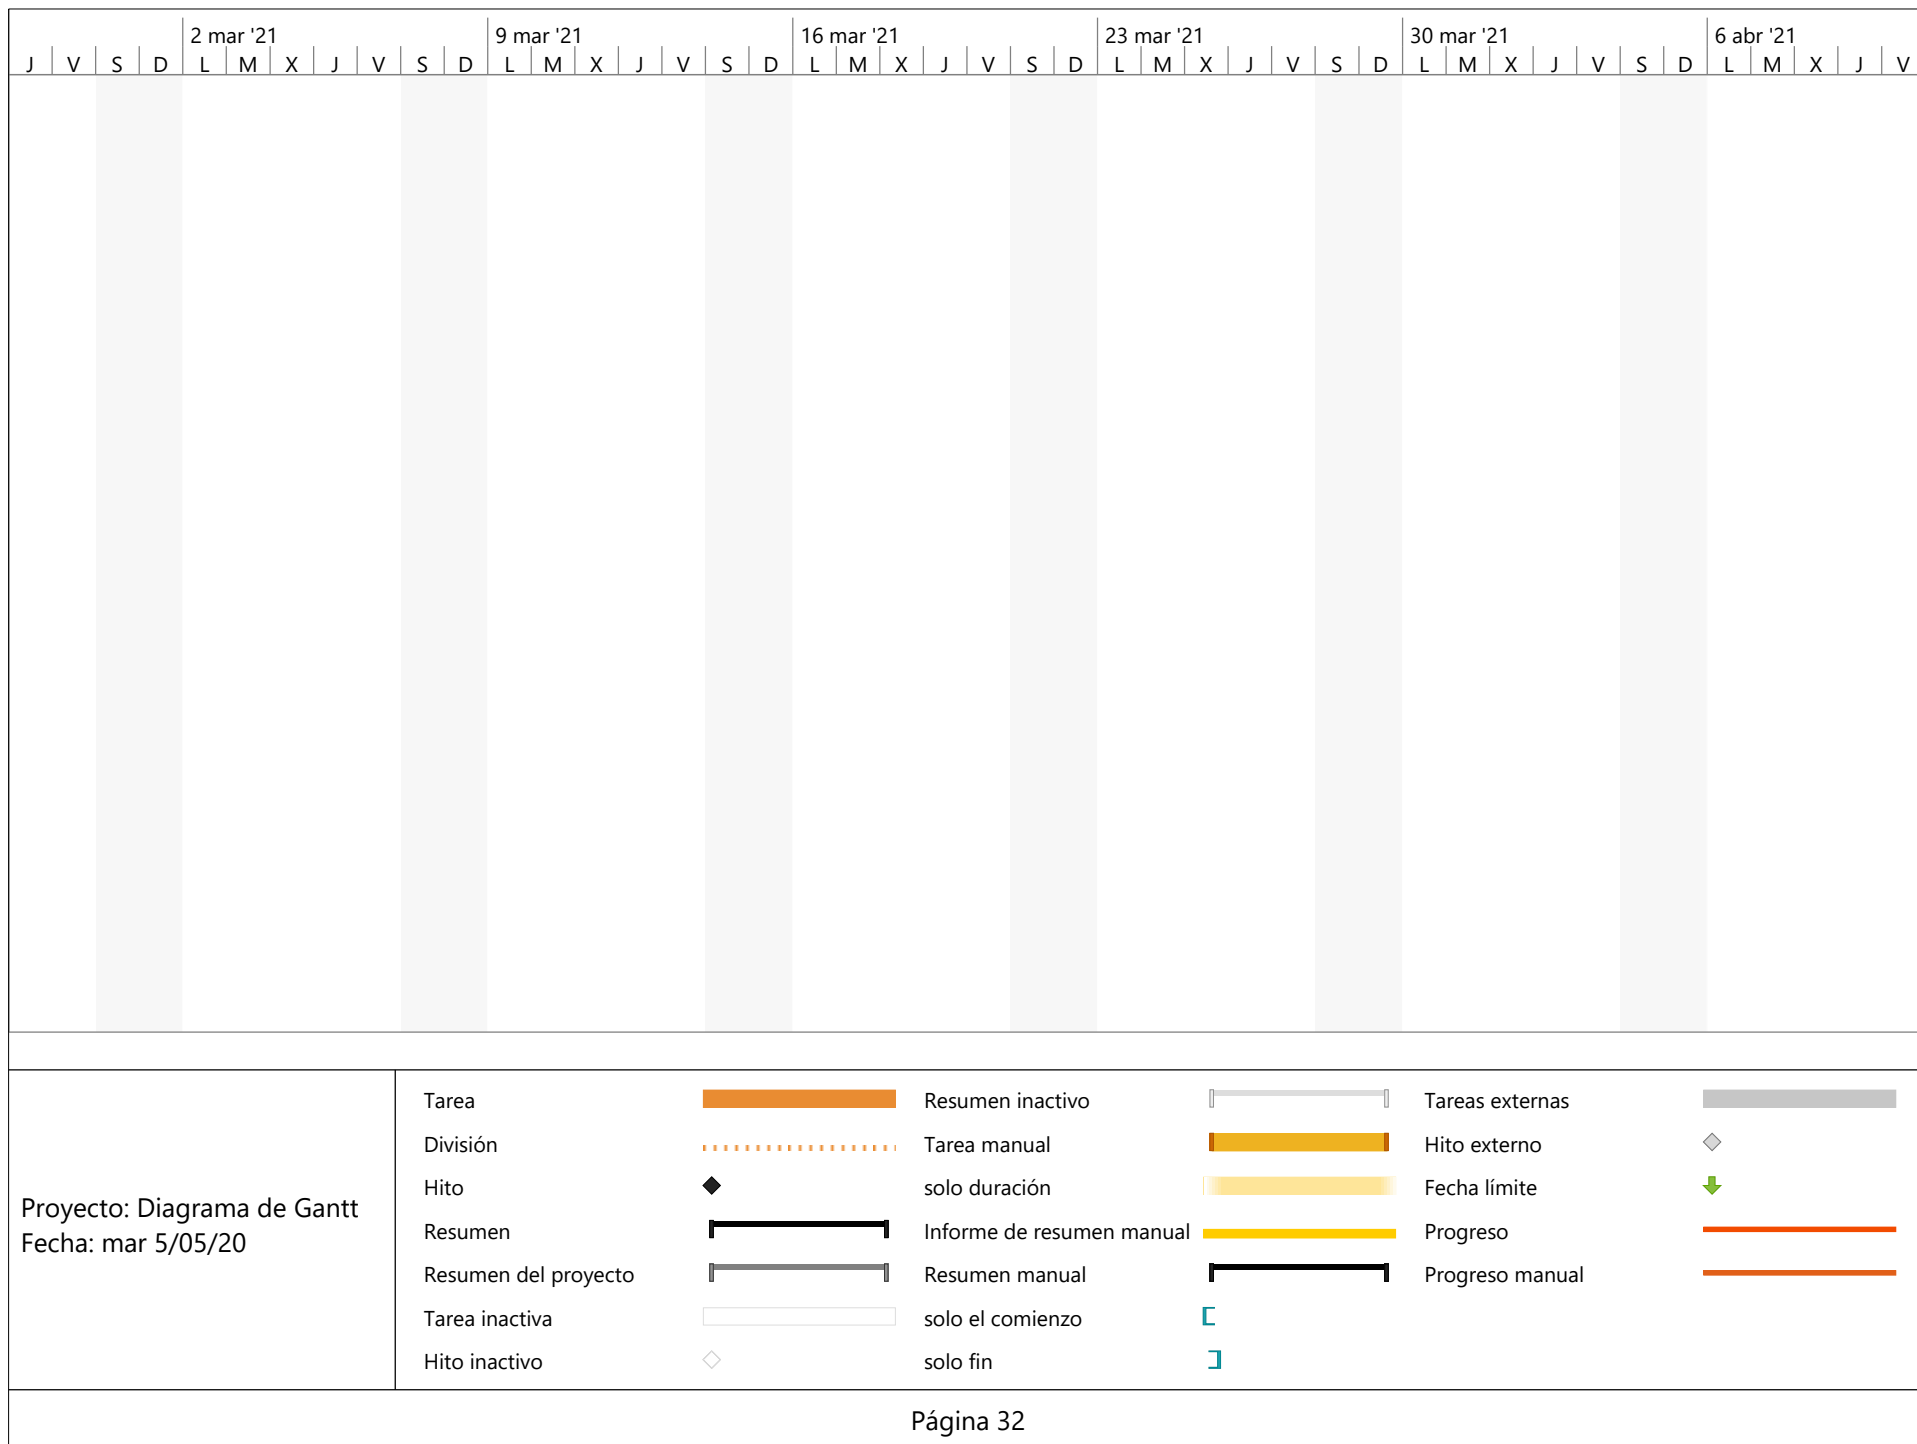 2 mar '21 9 mar '21 16 mar '21 23 mar '21 30 mar '21 6 abr '21
J V S D L M X J V S D L M X J V S D L M X J V S D L M X J V S D L M X J V S D L M X J V
Proyecto: Diagrama de Gantt
Fecha: mar 5/05/20
Tarea
División
Hito
Resumen
Resumen del proyecto
Tarea inactiva
Hito inactivo
Resumen inactivo
Tarea manual
solo duración
Informe de resumen manual
Resumen manual
solo el comienzo
solo fin
Tareas externas
Hito externo
Fecha límite
Progreso
Progreso manual
Página 32